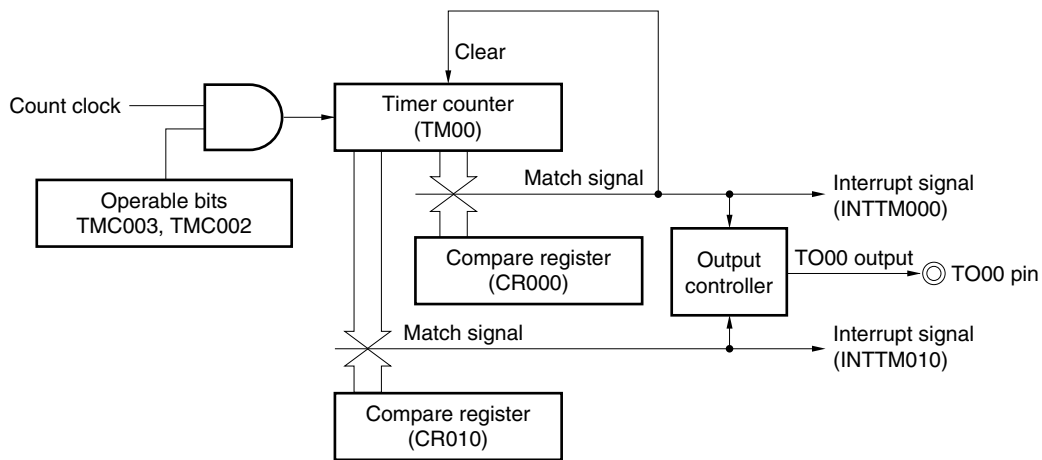 Clear
Count clock
Timer counter
(TM00)
Operable bits
TMC003, TMC002
Match signal
Interrupt signal
(INTTM000)
Compare register
(CR000)
Output
controller
TO00 output
TO00 pin
Match signal
Interrupt signal
(INTTM010)
Compare register
(CR010)